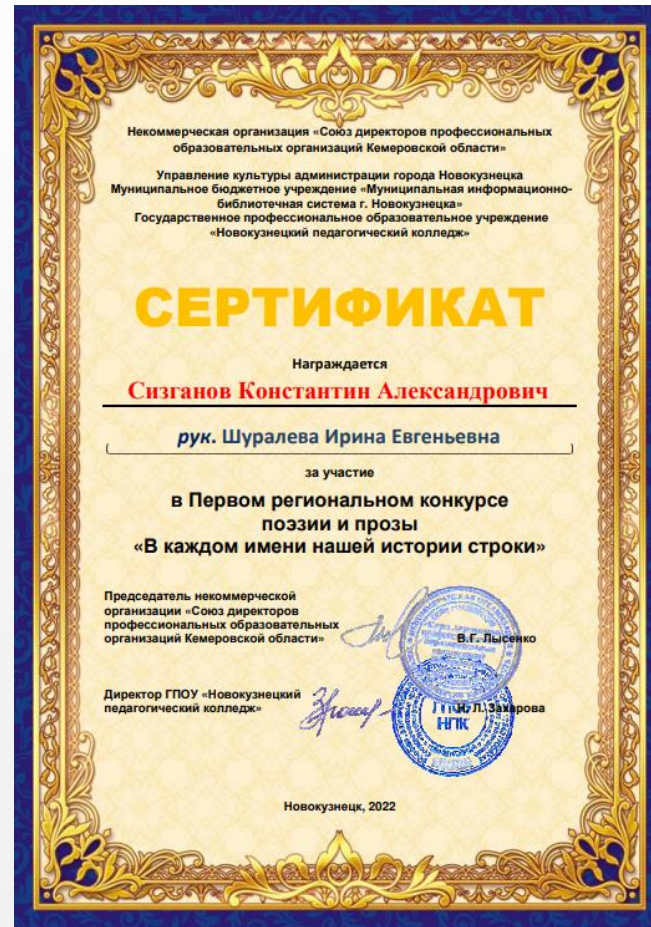 Некоммерческая организация «Союз директоров профессиональных
образовательных организаций Кемеровской области»
Управление культуры администрации города Новокузнецка
Муниципальное бюджетное учреждение «Муниципальная информационно-
библиотечная система г. Новокузнецка»
Государственное профессиональное образовательное учреждение
«Новокузнецкий педагогический колледж»
СЕРТИФИКАТ
Награждается
Сизганов Константин Александрович
рук. Шуралева Ирина Евгеньевна
за участие
в Первом региональном конкурсе
поэзии и прозы
«В каждом имени нашей истории строки»
Председатель некоммерческой
организации «Союз директоров
профессиональных образовательных
организаций Кемеровской области»
В.Г. Лысенко
Директор ГПОУ «Новокузнецкий
педагогический колледж»
Н. Л. Захарова
НПК
Новокузнецк, 2022